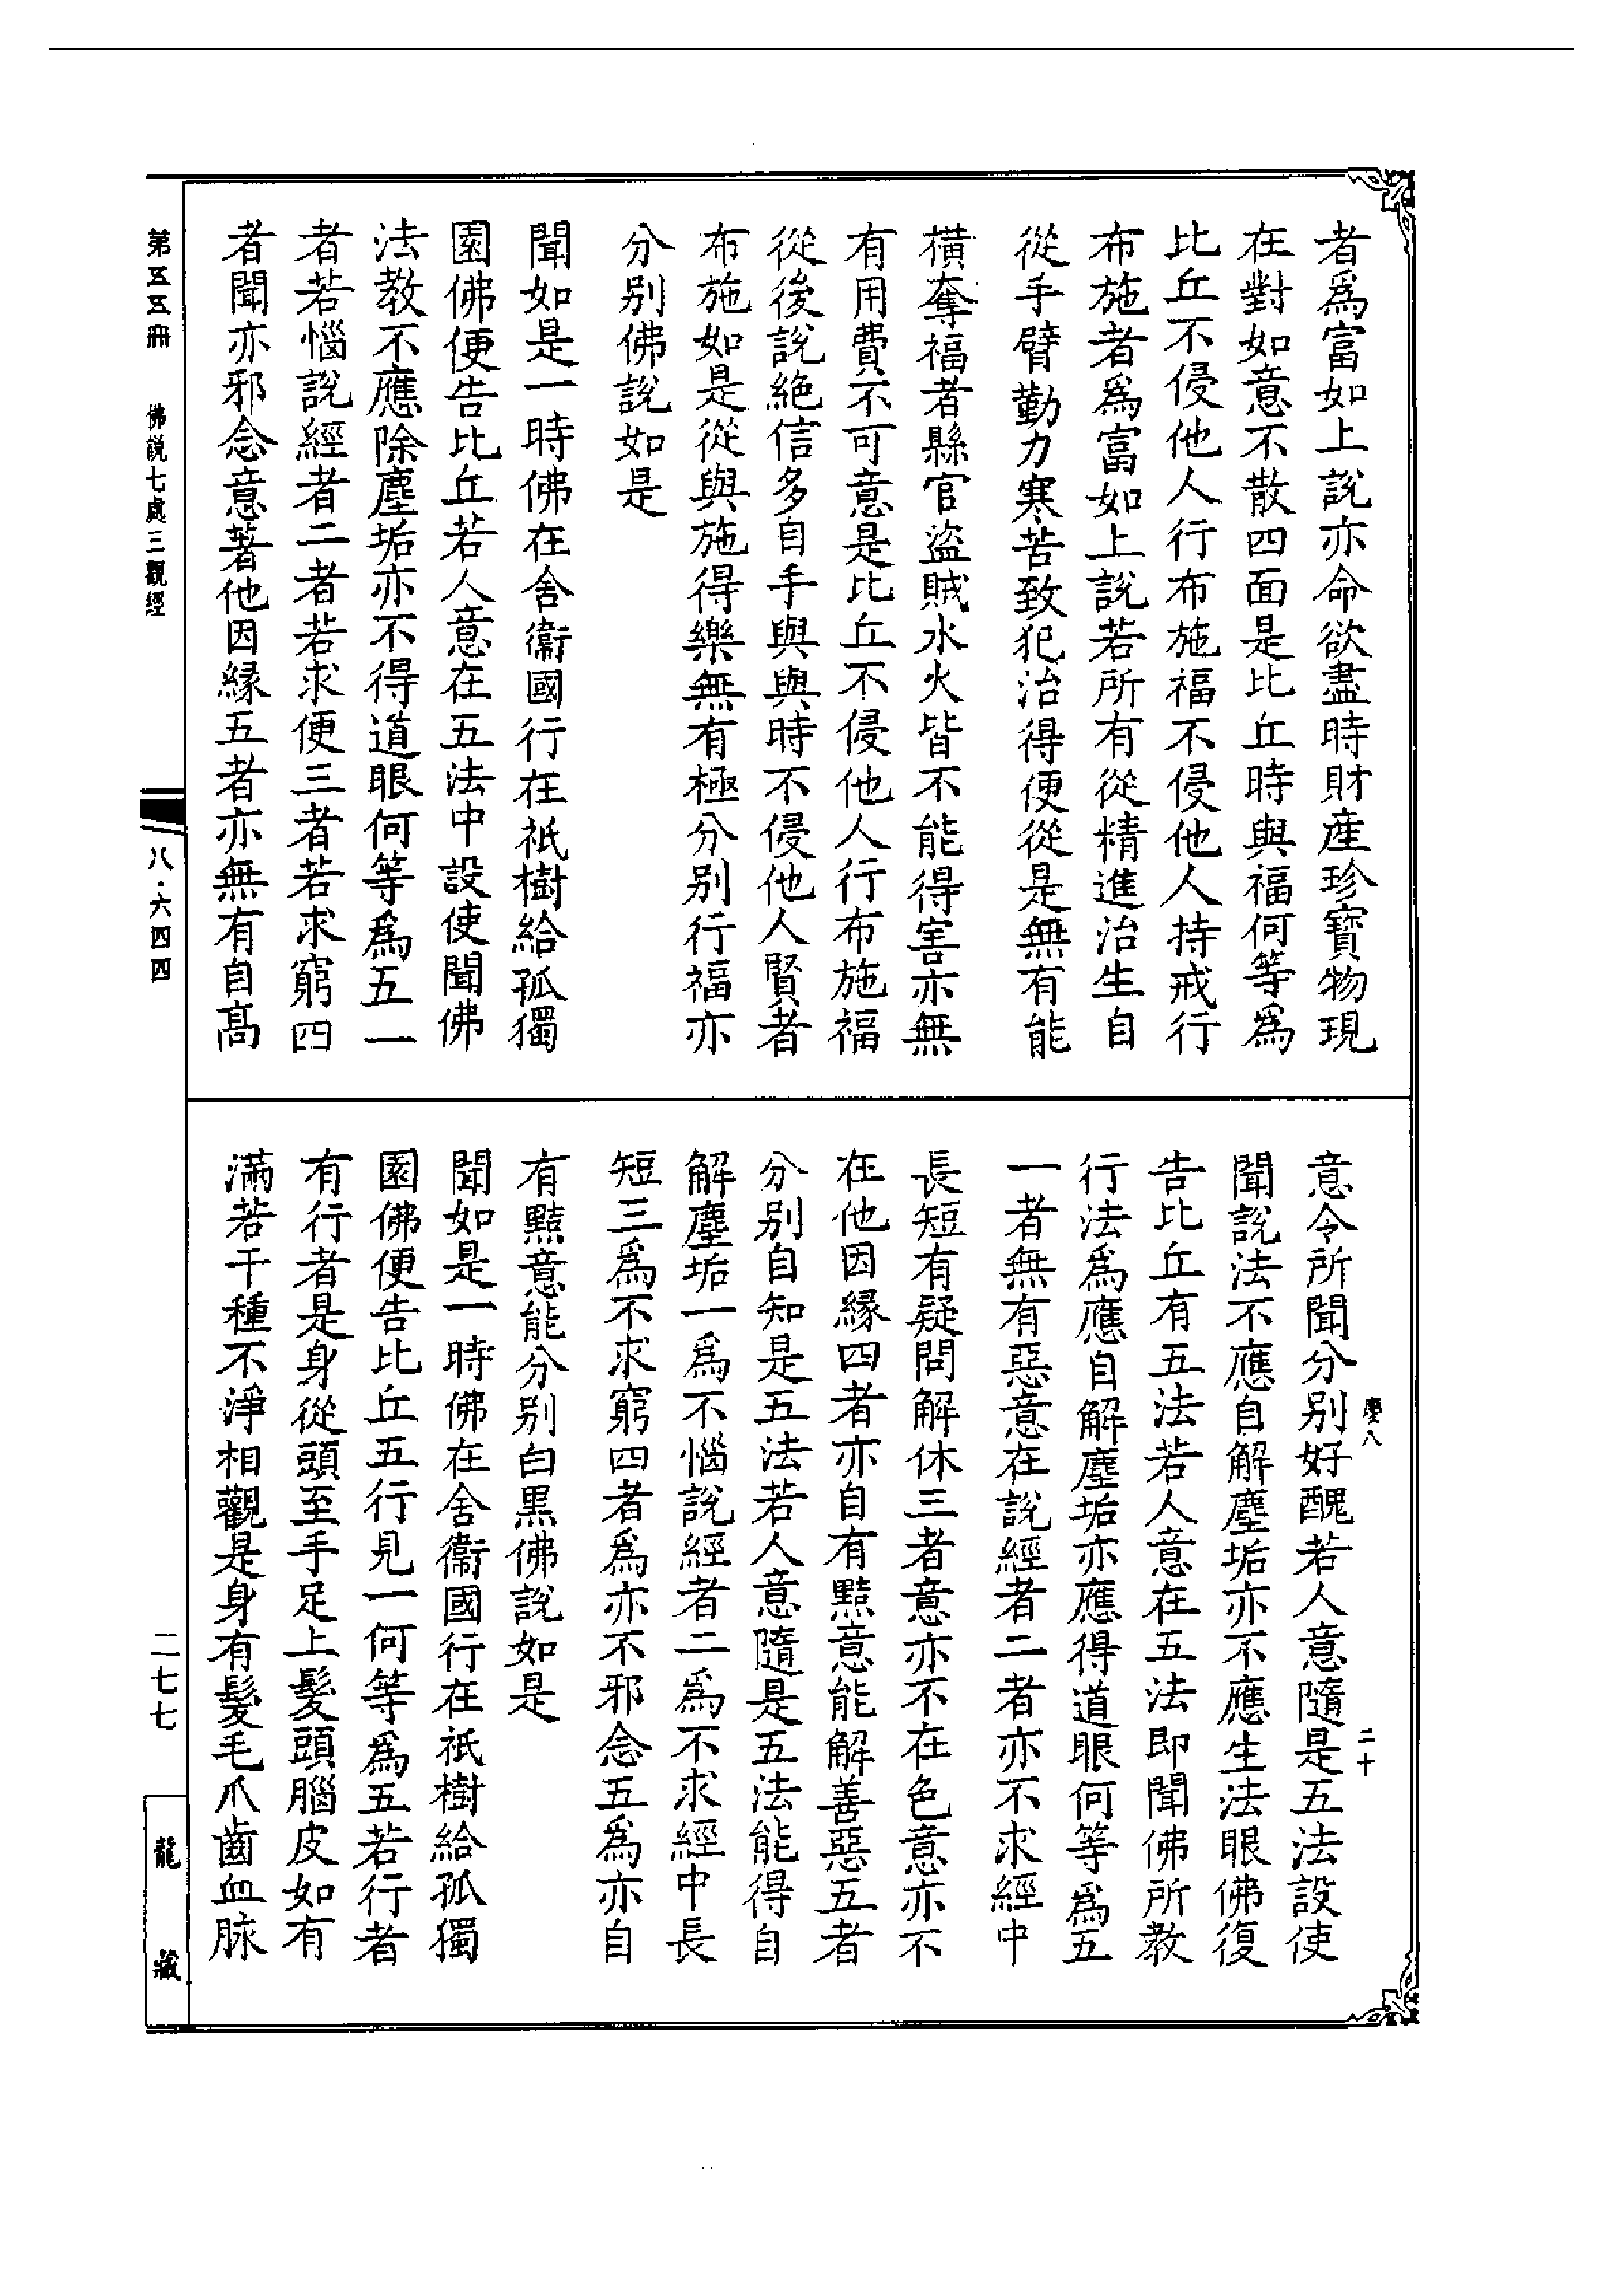 者爲富如上說亦命欲盡時財産珍寶物現
在對如意不散四面是比丘時與福何等爲
比丘不侵他人行布施福不侵他人持戒行
布施者爲富如上說若所有從精進治生自
從手臂勤力寒苦致犯治得便從是無有能
橫奪福者縣官盜賊水火皆不能得害亦無
有用費不可意是比丘不侵他人行布施福
從後說絶信多自手與與時不侵他人賢者
布施如是從與施得樂無有極分别行福亦
分别佛說如是
聞如是一時佛在舍衞國行在祇樹給孤獨
園佛便告比丘若人意在五法中設使聞佛
法教不應除塵垢亦不得道眼何等爲五一
者若惱說經者二者若求便三者若求窮四
者聞亦邪念意著他因縁五者亦無有自高
意令所聞分别好醜若人意隨是五法設使
聞說法不應自解塵垢亦不應生法眼佛復
告比丘有五法若人意在五法即聞佛所教
行法爲應自解塵垢亦應得道眼何等爲五
一者無有惡意在說經者二者亦不求經中
長短有疑問解休三者意亦不在色意亦不
在他因縁四者亦自有黠意能解善惡五者
分别自知是五法若人意隨是五法能得自
解塵垢一爲不惱說經者二爲不求經中長
短三爲不求窮四者爲亦不邪念五爲亦自
有黠意能分别白黒佛說如是
聞如是一時佛在舍衞國行在祇樹給孤獨
園佛便告比丘五行見一何等爲五若行者
有行者是身從頭至手足上髪頭腦皮如有
滿若干種不淨相觀是身有髮毛爪齒血脉
慶八
二十
第五五冊
佛説七處三觀經
八·六四四
二七七
龍藏